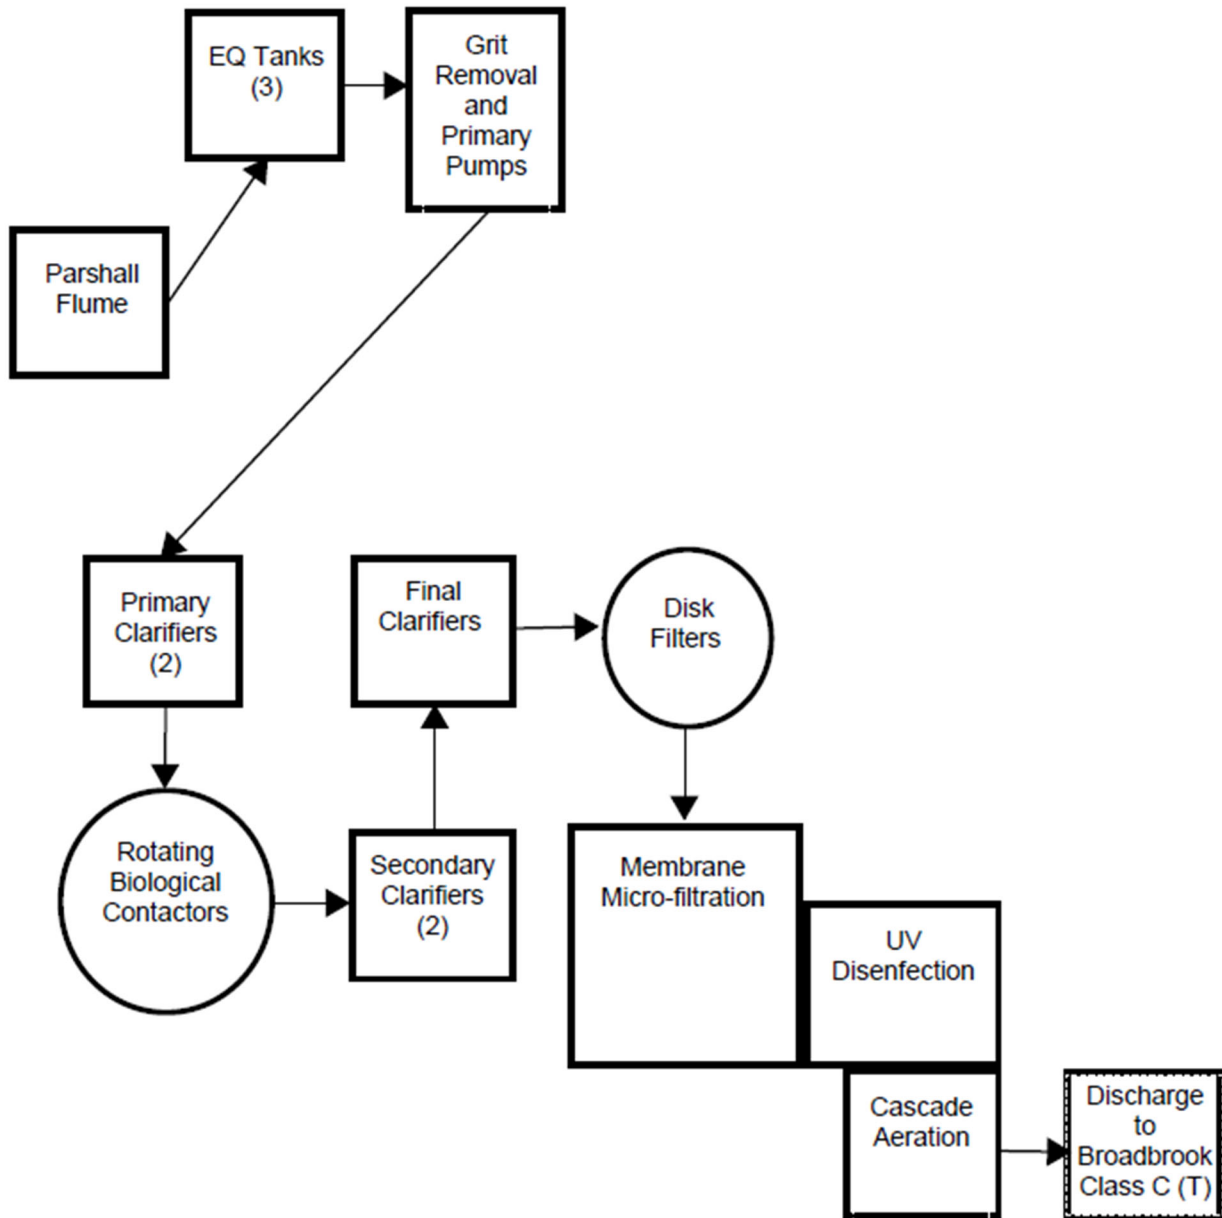 EQ Tanks
(3)
Grit
Removal
and
Primary
Pumps
Parshall
Flume
Primary
Clarifiers
(2)
Rotating
Biological
Contactors
Secondary
Clarifiers
(2)
Final
Clarifiers
Disk
Filters
Membrane
Micro-filtration
UV
Disenfection
Cascade
Aeration
Discharge
to
Broadbrook
Class C (T)